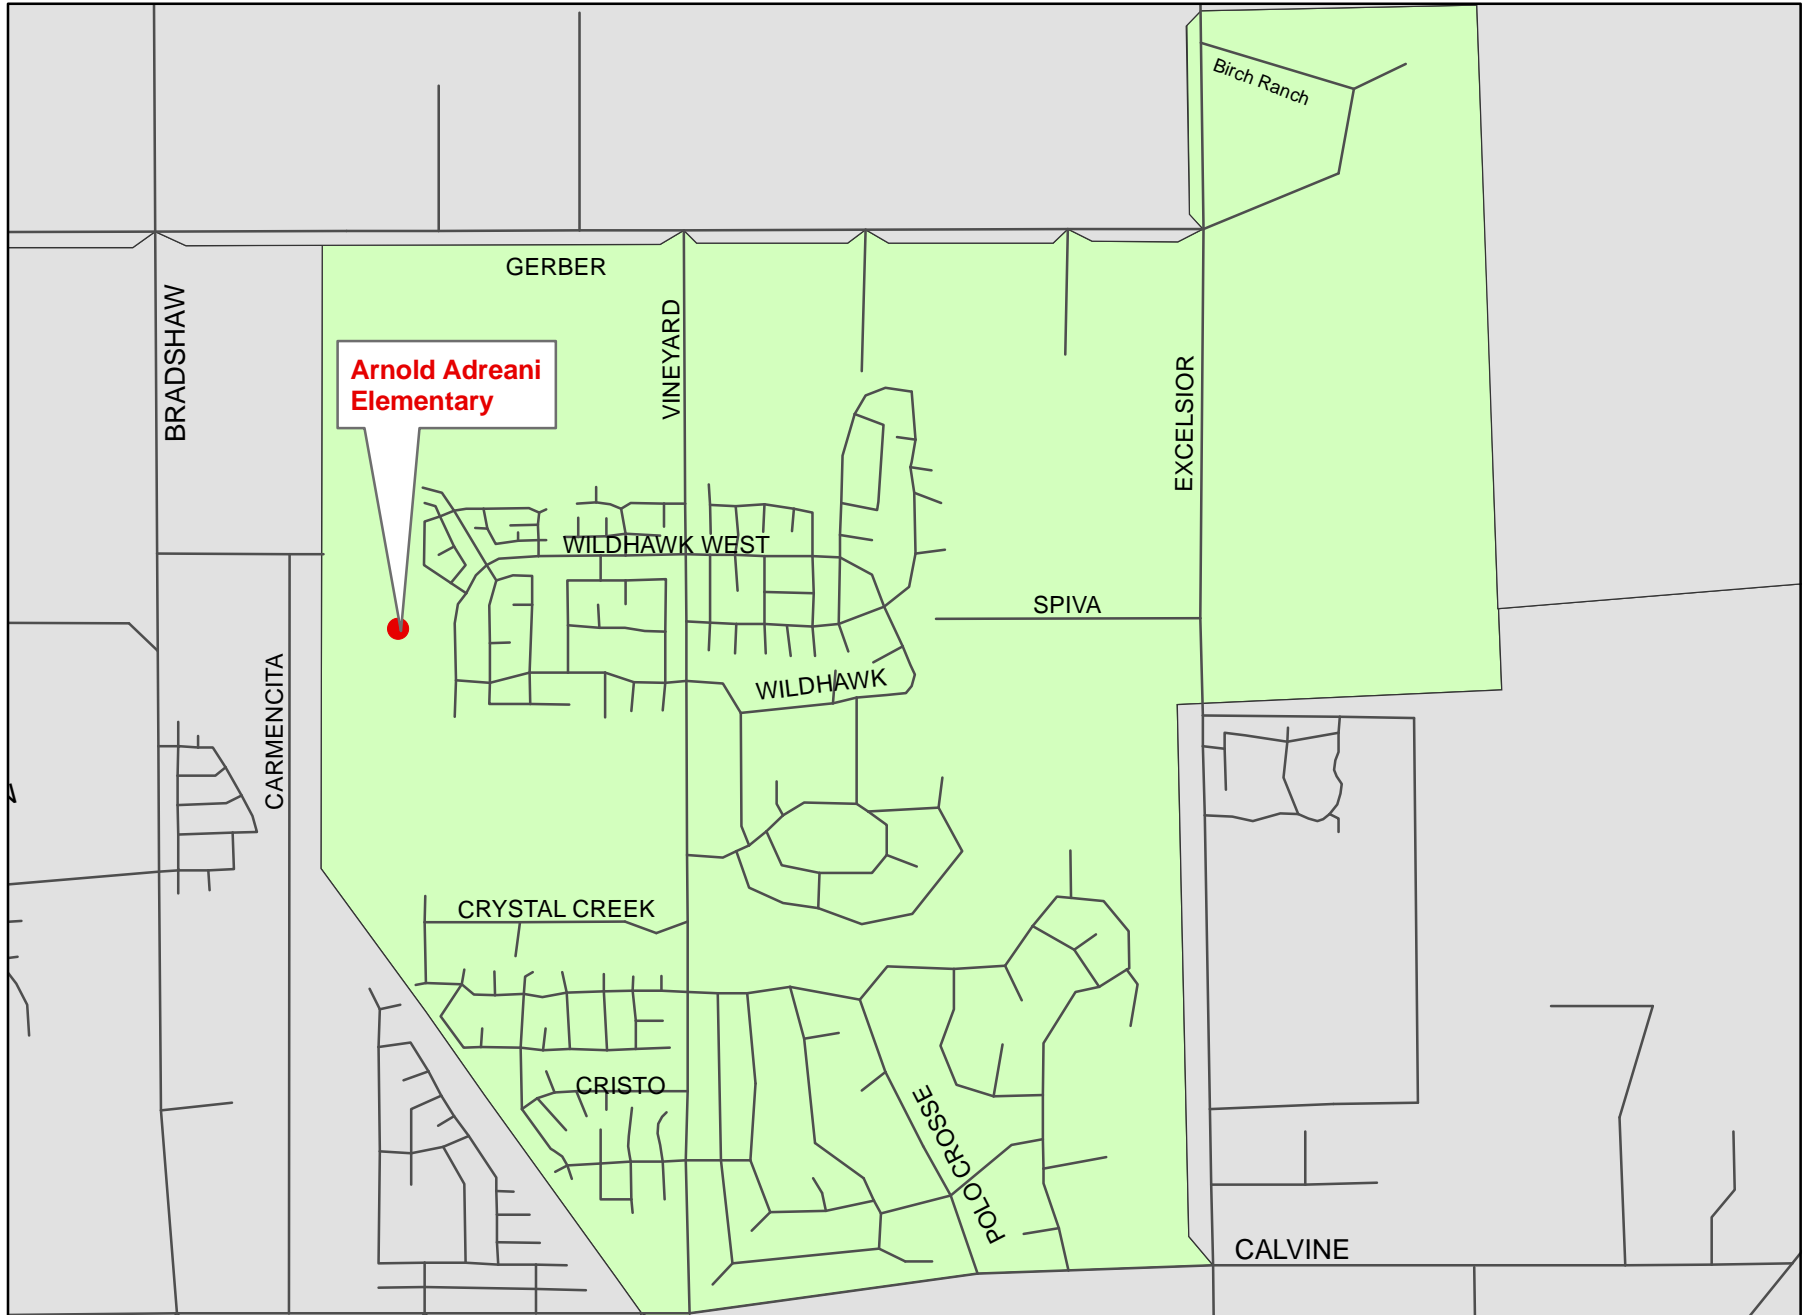 Birch Ranch
GERBER
BRADSHAW
VINEYARD
Arnold Adreani
Elementary
EXCELSIOR
WILDHAWK WEST
SPIVA
WILDHAWK
CARMENCITA
CRYSTAL CREEK
CRISTO
POLO CROSSE
CALVINE